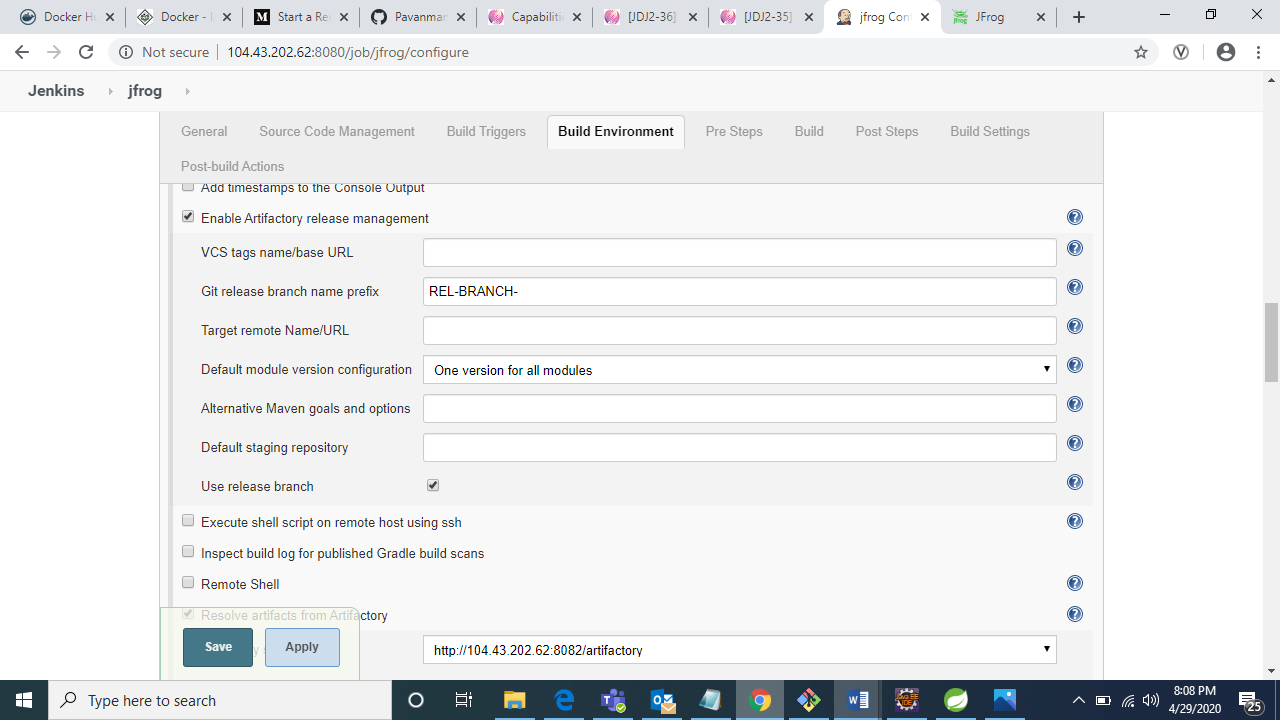 Docker H
Docker -
Start a Re
Pavanmar
Capabiliti
[JDJ2-36]
[JDJ2-35]
jfrog Con
JFrog
Not secure
104.43.202.62:8080/job/jfrog/configure
Jenkins
jfrog
General
Source Code Management
Build Triggers
Build Environment
Pre Steps
Build
Post Steps
Build Settings
Post-build Actions
Add timestamps to the Console Output
Enable Artifactory release management
VCS tags name/base URL
Git release branch name prefix
REL-BRANCH-
Target remote Name/URL
Default module version configuration
One version for all modules
Alternative Maven goals and options
Default staging repository
Use release branch
Execute shell script on remote host using ssh
Inspect build log for published Gradle build scans
Remote Shell
Resolve artifacts from Artifactory
Save
Apply
http://104.43.202.62:8082/artifactory
Type here to search
8:08 PM
4/29/2020
25